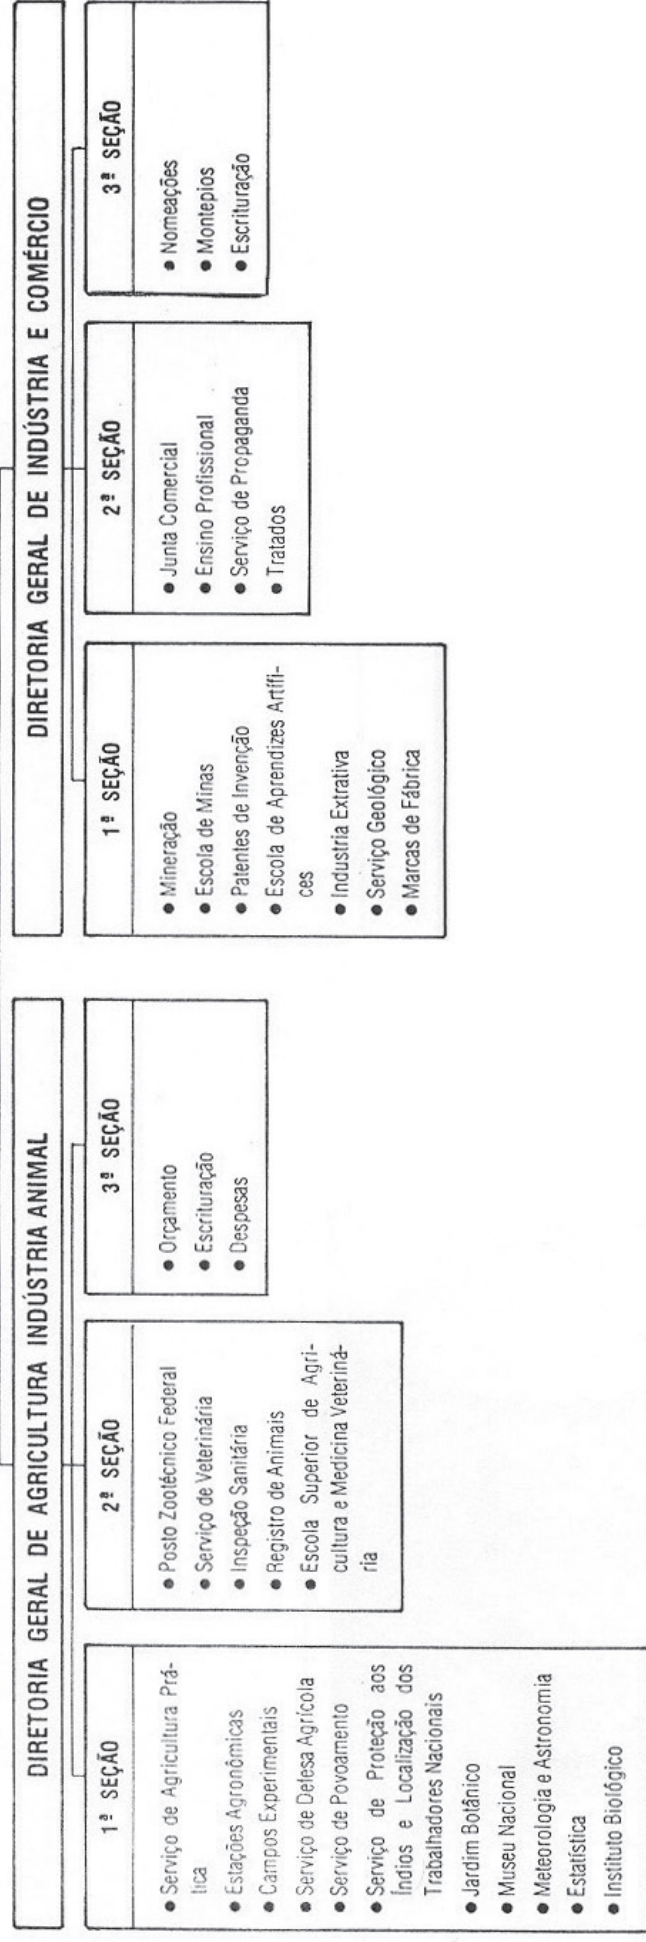 DIRETORIA GERAL DE AGRICULTURA INDÚSTRIA ANIMAL
1ª SEÇÃO
• Serviço de Agricultura Prá-
tica
• Estações Agronômicas
• Campos Experimentais
• Serviço de Defesa Agrícola
• Serviço de Povoamento
• Serviço de Proteção aos
Índios e Localização dos
Trabalhadores Nacionais
• Jardim Botânico
• Museu Nacional
• Meteorologia e Astronomia
• Estatística
• Instituto Biológico
2ª SEÇÃO
• Posto Zootécnico Federal
• Serviço de Veterinária
• Inspeção Sanitária
• Registro de Animais
• Escola Superior de Agri-
cultura e Medicina Veteriná-
ria
3ª SEÇÃO
• Orçamento
• Escrituração
• Despesas
DIRETORIA GERAL DE INDÚSTRIA E COMÉRCIO
1ª SEÇÃO
• Mineração
• Escola de Minas
• Patentes de Invenção
• Escola de Aprendizes Artífi-
ces
• Industria Extrativa
• Serviço Geológico
• Marcas de Fábrica
2ª SEÇÃO
• Junta Comercial
• Ensino Profissional
• Serviço de Propaganda
• Tratados
3ª SEÇÃO
• Nomeações
• Montepios
• Escrituração